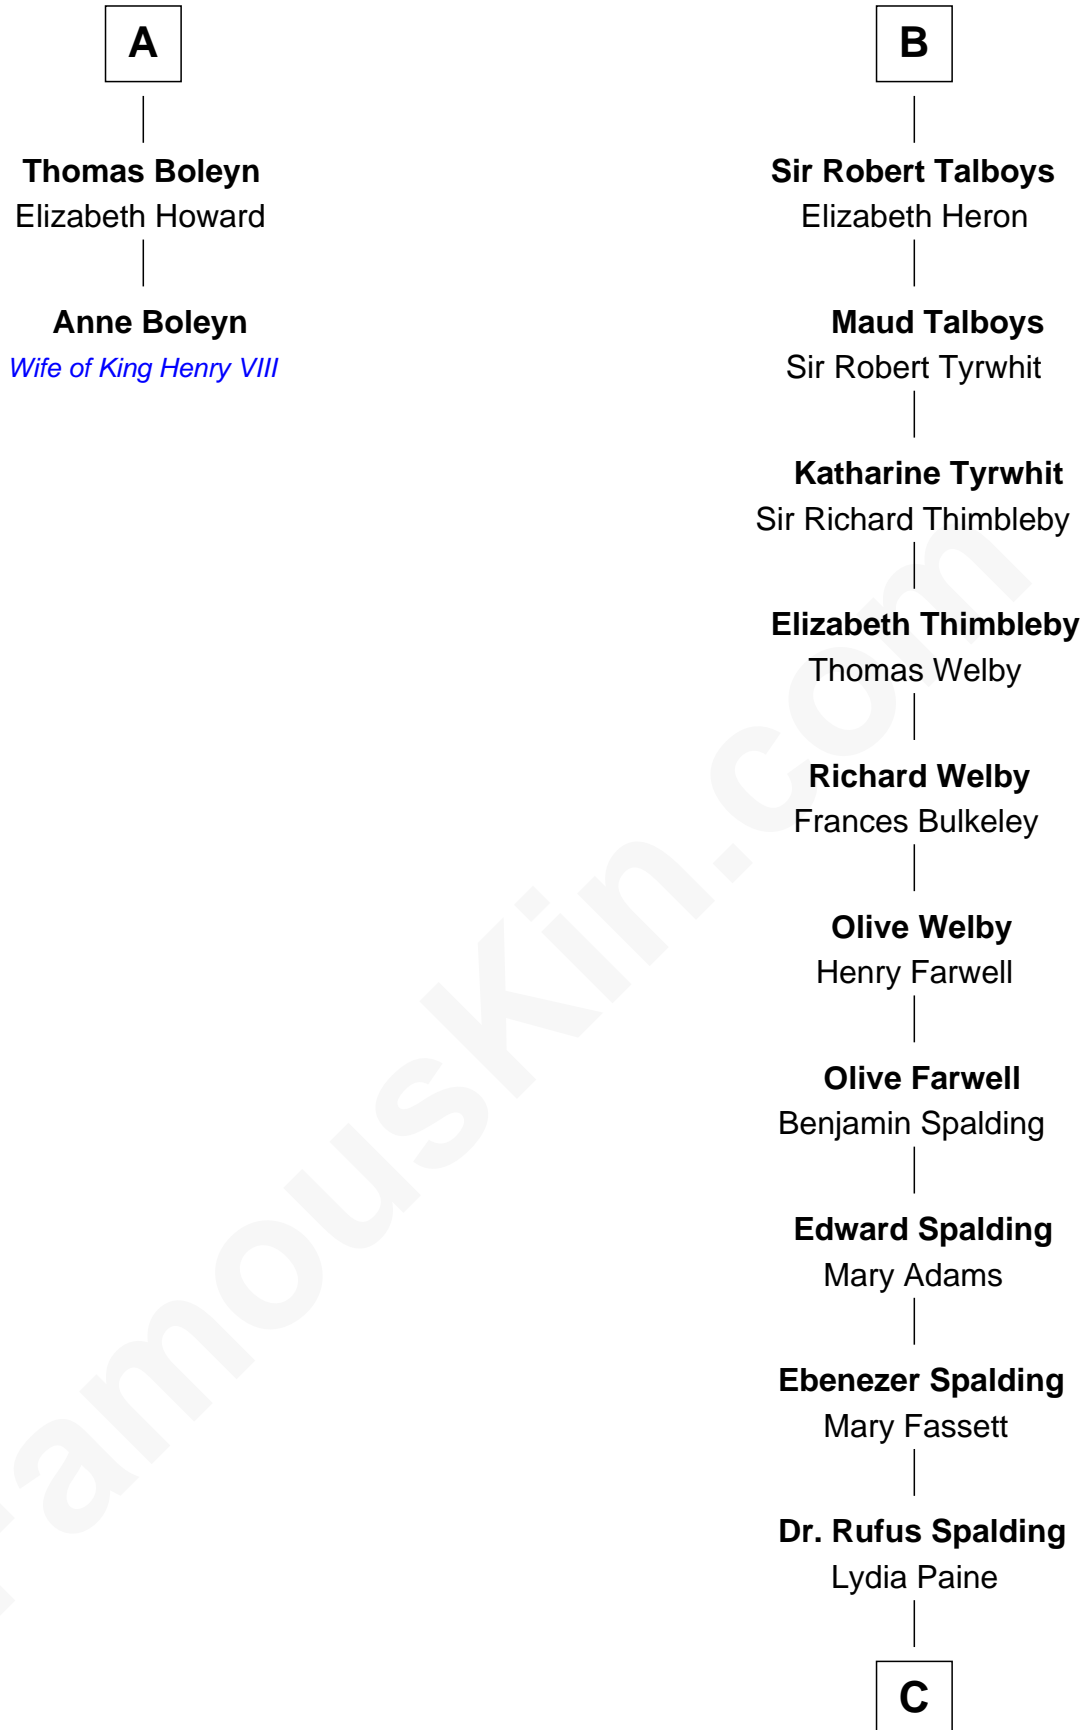 A
Thomas Boleyn
Elizabeth Howard
Anne Boleyn
Wife of King Henry VIII
B
Sir Robert Talboys
Elizabeth Heron
Maud Talboys
Sir Robert Tyrwhit
Katharine Tyrwhit
Sir Richard Thimbleby
Elizabeth Thimbleby
Thomas Welby
Richard Welby
Frances Bulkeley
Olive Welby
Henry Farwell
Olive Farwell
Benjamin Spalding
Edward Spalding
Mary Adams
Ebenezer Spalding
Mary Fassett
Dr. Rufus Spalding
Lydia Paine
C
FamousKin.com